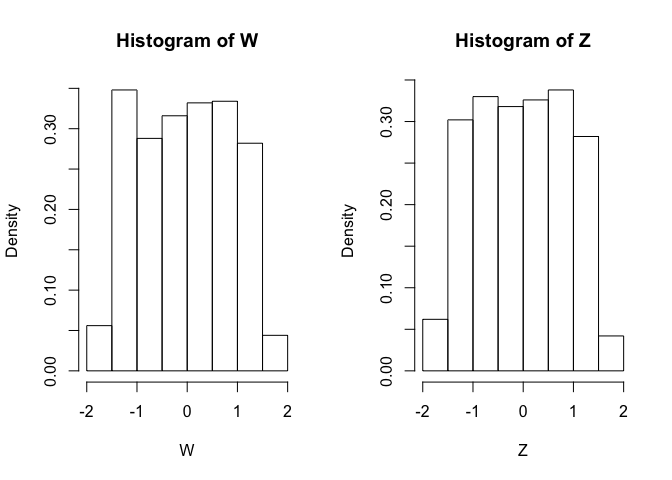 Histogram of W
Density
0.00 0.10 0.20 0.30
-2 -1 0 1 2
W
Histogram of Z
Density
0.00 0.10 0.20 0.30
-2 -1 0 1 2
Z